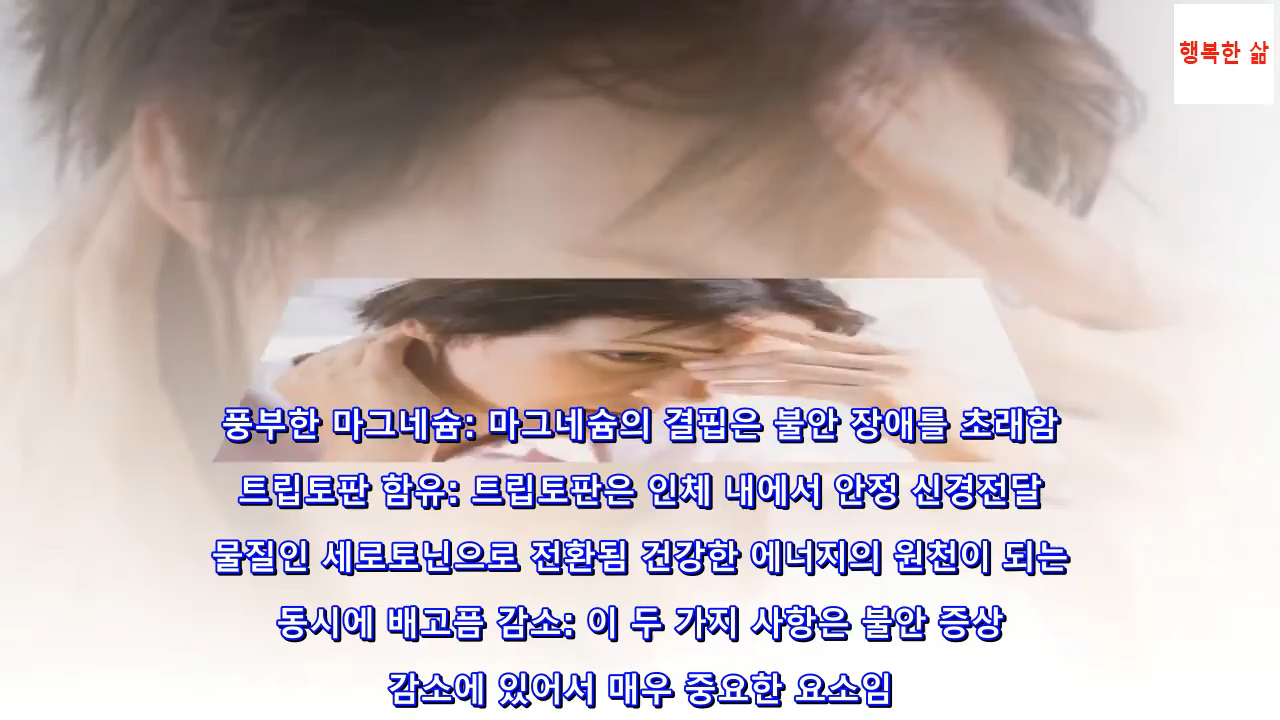 행복한 삶
풍부한 마그네슘: 마그네슘의 결핍은 불안 장애를 초래함
트립토판 함유: 트립토판은 인체 내에서 안정 신경전달
물질인 세로토닌으로 전환됨 건강한 에너지의 원천이 되는
동시에 배고픔 감소: 이 두 가지 사항은 불안 증상
감소에 있어서 매우 중요한 요소임